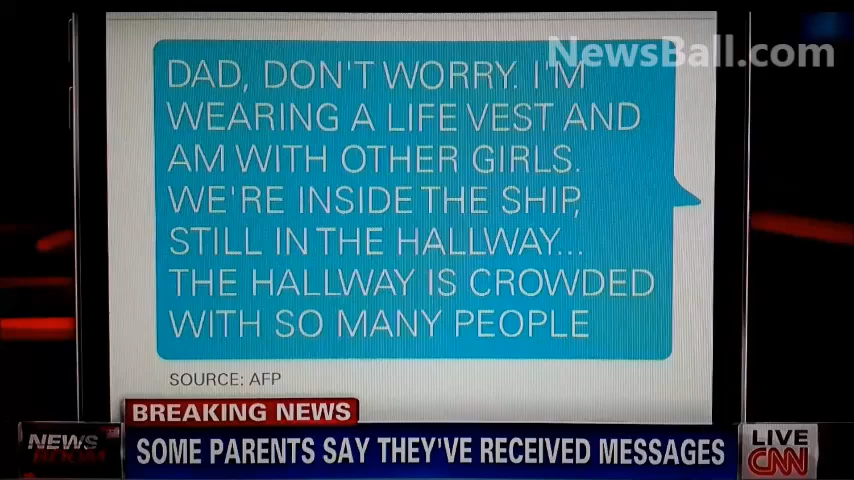 NewsBall.com
DAD, DON'T WORRY. I'M
WEARING A LIFE VEST AND
AM WITH OTHER GIRLS.
WE'RE INSIDE THE SHIP,
STILL IN THE HALLWAY...
THE HALLWAY IS CROWDED
WITH SO MANY PEOPLE
SOURCE: AFP
BREAKING NEWS
NEWS
ROOM
SOME PARENTS SAY THEY'VE RECEIVED MESSAGES
LIVE
CNN